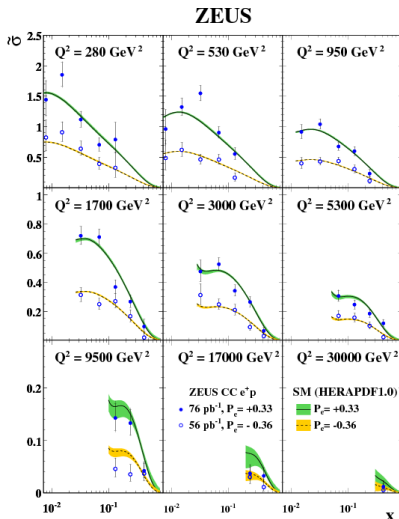 ZEUS
σ̃
Q² = 280 GeV² Q² = 530 GeV² Q² = 950 GeV²
2.5
2
1.5
1
0.5
Q² = 1700 GeV² Q² = 3000 GeV² Q² = 5300 GeV²
1
0.8
0.6
0.4
0.2
Q² = 9500 GeV² Q² = 17000 GeV² Q² = 30000 GeV²
ZEUS CC e⁺p SM (HERAPDF1.0)
76 pb⁻¹, Pₑ= +0.33 Pₑ= +0.33
56 pb⁻¹, Pₑ= - 0.36 Pₑ= -0.36
0.2
0.1
0
10⁻² 10⁻¹ 10⁻² 10⁻¹ 10⁻² 10⁻¹ x